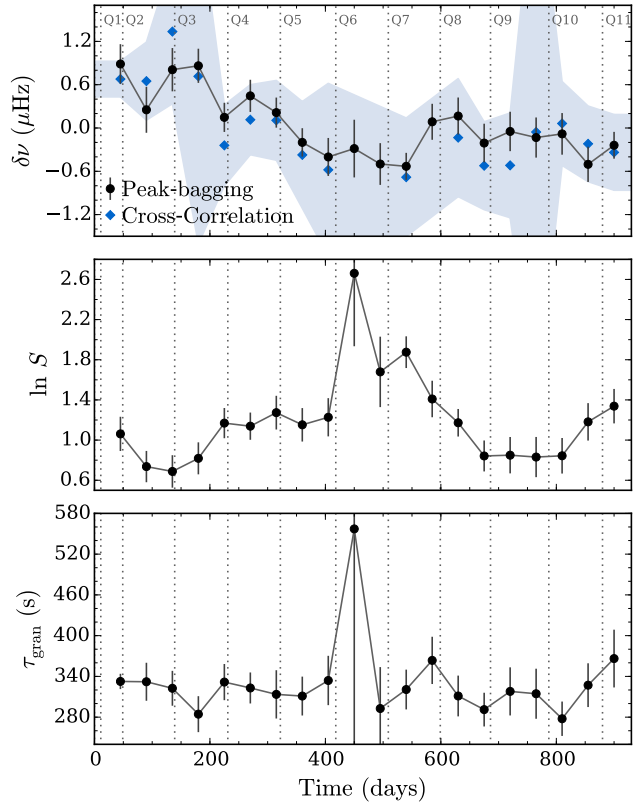 Q1 Q2 Q3 Q4 Q5 Q6 Q7 Q8 Q9 Q10 Q11
1.2
0.6
0.0
−0.6
−1.2
δν (μHz)
Peak-bagging
Cross-Correlation
2.6
2.2
1.8
1.4
1.0
0.6
ln S
580
520
460
400
340
280
τgran (s)
0 200 400 600 800
Time (days)